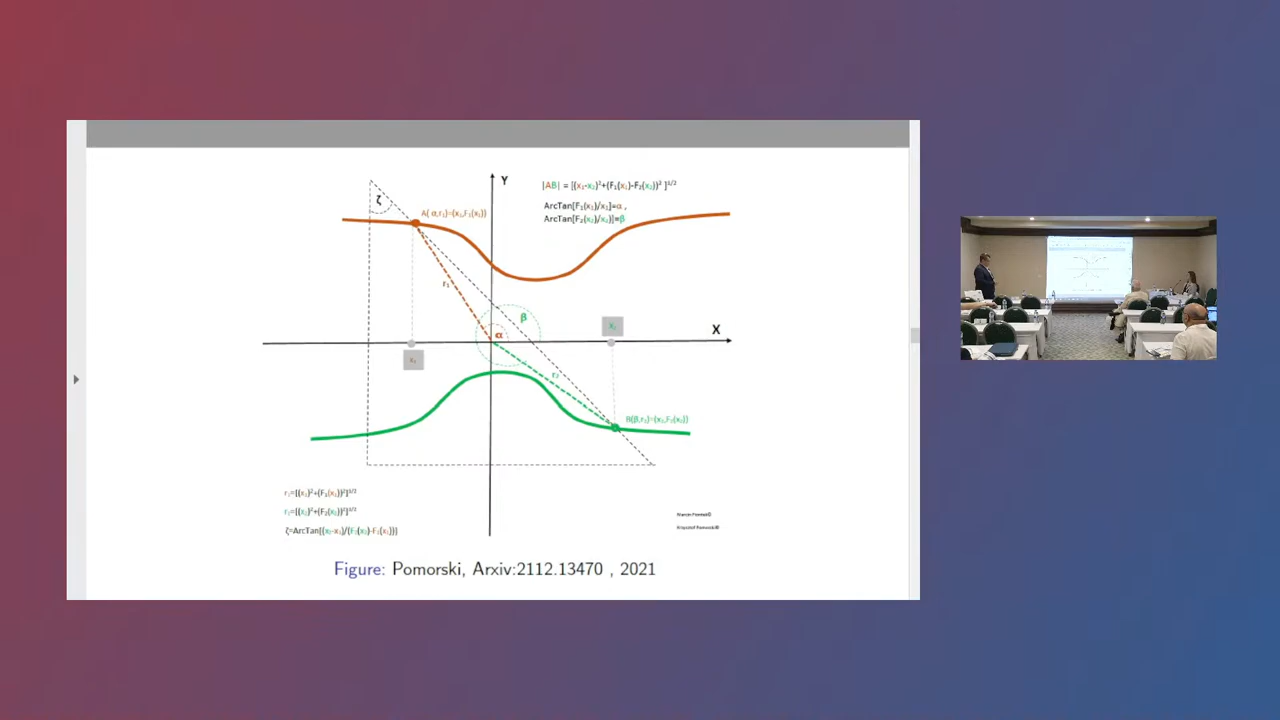 Y
|AB| = [(x₁-x₂)²+(F₁(x₁)-F₂(x₂))² ]¹/²
ζ
ArcTan[F₁(x₁)/x₁]=α ,
A( α,r₁)=(x₁,F₁(x₁))
ArcTan[F₂(x₂)/x₂)]=β
r₁
β
α
X
x₂
x₁
r₂
B(β,r₂)=(x₂,F₂(x₂))
r₁=[(x₁)²+(F₁(x₁))²]¹/²
r₂=[(x₂)²+(F₂(x₂))²]¹/²
ζ=ArcTan[(x₂-x₁)/(F₂(x₂)-F₁(x₁))]
Figure: Pomorski, Arxiv:2112.13470 , 2021